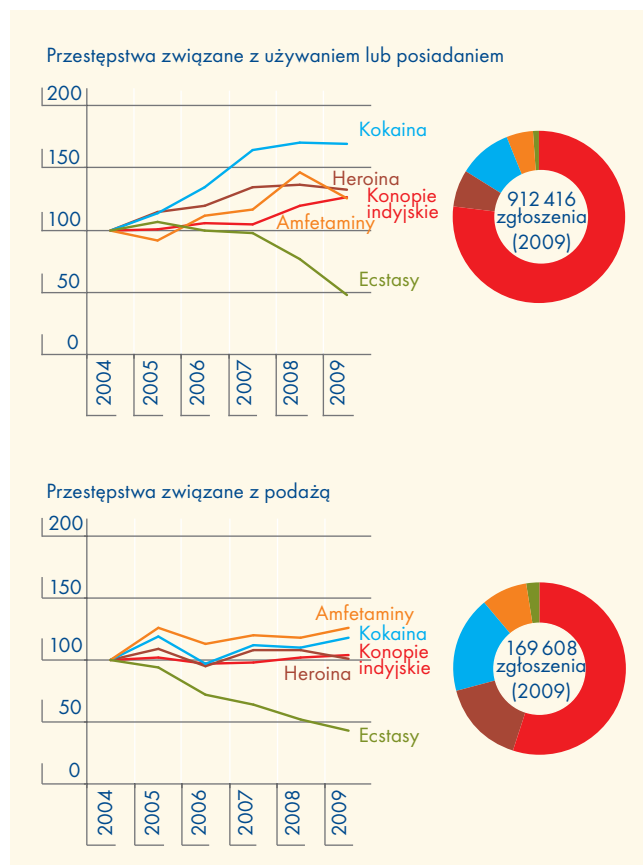 Przestępstwa związane z używaniem lub posiadaniem
200
150
100
50
0
Kokaina
Heroina
Konopie
indyjskie
Amfetaminy
Ecstasy
2004
2005
2006
2007
2008
2009
912 416
zgłoszenia
(2009)
Przestępstwa związane z podażą
200
150
100
50
0
Amfetaminy
Kokaina
Konopie
indyjskie
Heroina
Ecstasy
2004
2005
2006
2007
2008
2009
169 608
zgłoszenia
(2009)